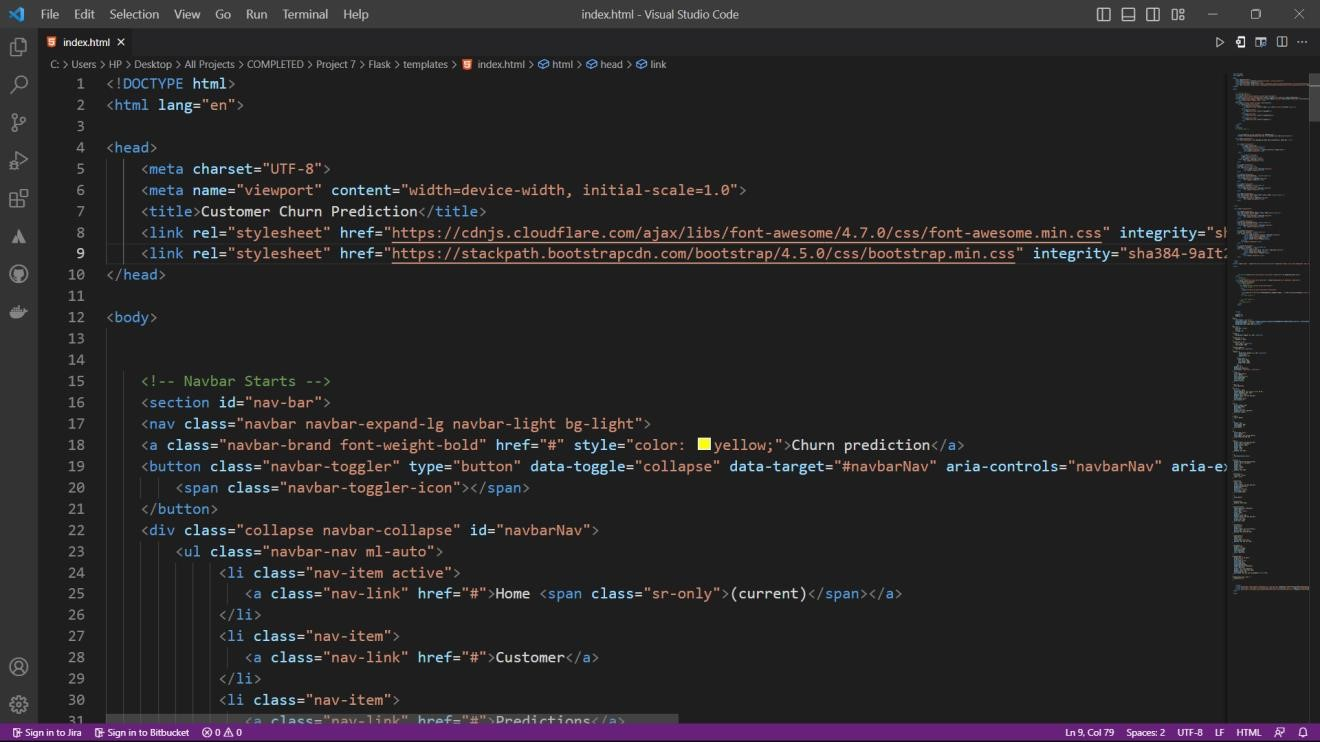 File Edit Selection View Go Run Terminal Help index.html - Visual Studio Code
index.html
C: > Users > HP > Desktop > All Projects > COMPLETED > Project 7 > Flask > templates > index.html > html > head > link
1 <!DOCTYPE html>
2 <html lang="en">
3
4 <head>
5 <meta charset="UTF-8">
6 <meta name="viewport" content="width=device-width, initial-scale=1.0">
7 <title>Customer Churn Prediction</title>
8 <link rel="stylesheet" href="https://cdnjs.cloudflare.com/ajax/libs/font-awesome/4.7.0/css/font-awesome.min.css" integrity="sh
9 <link rel="stylesheet" href="https://stackpath.bootstrapcdn.com/bootstrap/4.5.0/css/bootstrap.min.css" integrity="sha384-9aIt2
10 </head>
11
12 <body>
13
14
15 <!-- Navbar Starts -->
16 <section id="nav-bar">
17 <nav class="navbar navbar-expand-lg navbar-light bg-light">
18 <a class="navbar-brand font-weight-bold" href="#" style="color: yellow;">Churn prediction</a>
19 <button class="navbar-toggler" type="button" data-toggle="collapse" data-target="#navbarNav" aria-controls="navbarNav" aria-ex
20 <span class="navbar-toggler-icon"></span>
21 </button>
22 <div class="collapse navbar-collapse" id="navbarNav">
23 <ul class="navbar-nav ml-auto">
24 <li class="nav-item active">
25 <a class="nav-link" href="#">Home <span class="sr-only">(current)</span></a>
26 </li>
27 <li class="nav-item">
28 <a class="nav-link" href="#">Customer</a>
29 </li>
30 <li class="nav-item">
31 <a class="nav-link" href="#">Predictions</a>
Sign in to Jira Sign in to Bitbucket 0 0 Ln 9, Col 79 Spaces: 2 UTF-8 LF HTML